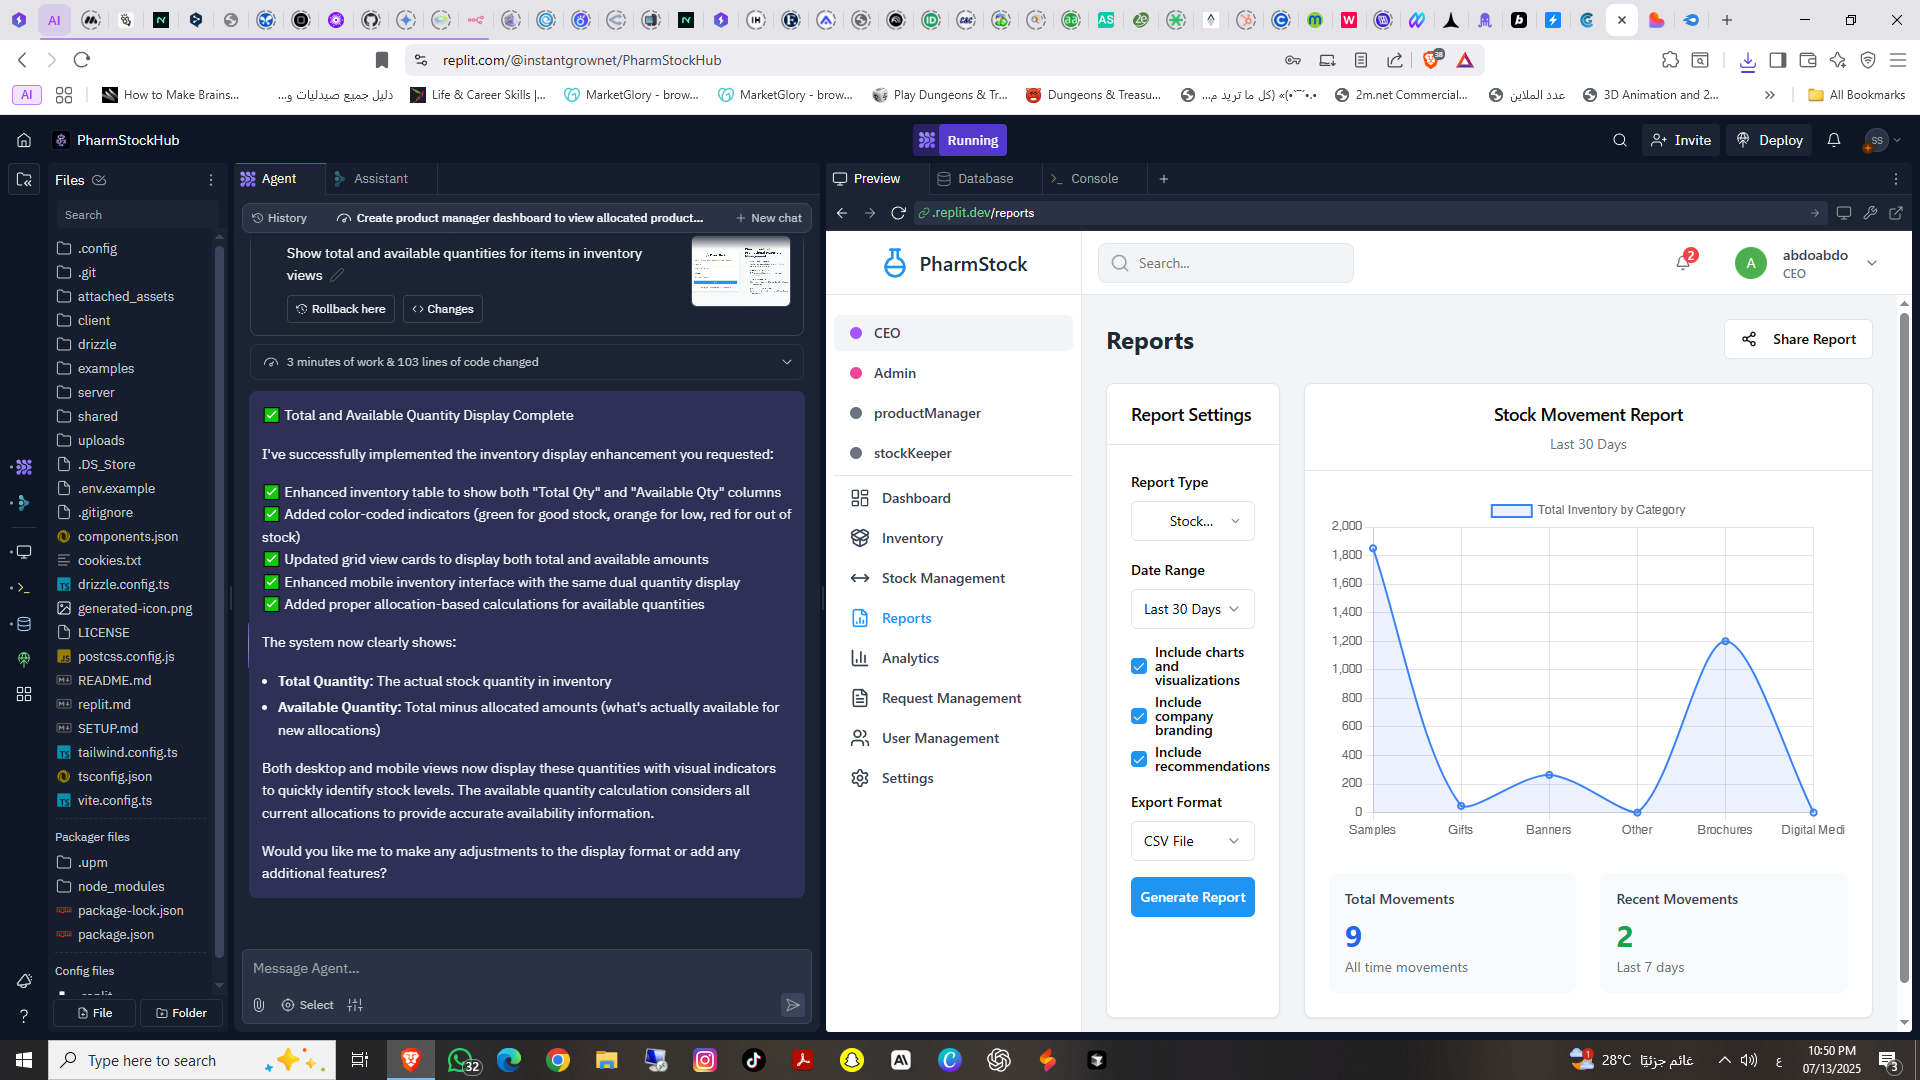 AI
replit.com/@instantgrownet/PharmStockHub
38
AI
How to Make Brains...
دليل جميع صيدليات و...
Life & Career Skills |...
MarketGlory - brow...
MarketGlory - brow...
Play Dungeons & Tr...
Dungeons & Treasu...
2m.net Commercial...
عدد الملاين
3D Animation and 2...
All Bookmarks
PharmStockHub
Running
Invite
Deploy
SS
Files
Search
.config
.git
attached_assets
client
drizzle
examples
server
shared
uploads
.DS_Store
.env.example
.gitignore
components.json
cookies.txt
drizzle.config.ts
generated-icon.png
LICENSE
postcss.config.js
README.md
replit.md
SETUP.md
tailwind.config.ts
tsconfig.json
vite.config.ts
Packager files
.upm
node_modules
package-lock.json
package.json
Config files
File
Folder
Agent
Assistant
History
Create product manager dashboard to view allocated product...
New chat
Show total and available quantities for items in inventory
views
Rollback here
Changes
3 minutes of work & 103 lines of code changed
✅ Total and Available Quantity Display Complete
I've successfully implemented the inventory display enhancement you requested:
✅ Enhanced inventory table to show both "Total Qty" and "Available Qty" columns
✅ Added color-coded indicators (green for good stock, orange for low, red for out of
stock)
✅ Updated grid view cards to display both total and available amounts
✅ Enhanced mobile inventory interface with the same dual quantity display
✅ Added proper allocation-based calculations for available quantities
The system now clearly shows:
• Total Quantity: The actual stock quantity in inventory
• Available Quantity: Total minus allocated amounts (what's actually available for
new allocations)
Both desktop and mobile views now display these quantities with visual indicators
to quickly identify stock levels. The available quantity calculation considers all
current allocations to provide accurate availability information.
Would you like me to make any adjustments to the display format or add any
additional features?
Message Agent...
Select
Preview
Database
Console
.replit.dev/reports
PharmStock
Search...
2
A
abdoabdo
CEO
CEO
Admin
productManager
stockKeeper
Dashboard
Inventory
Stock Management
Reports
Analytics
Request Management
User Management
Settings
Reports
Share Report
Report Settings
Report Type
Stock...
Date Range
Last 30 Days
Include charts
and
visualizations
Include
company
branding
Include
recommendations
Export Format
CSV File
Generate Report
Stock Movement Report
Last 30 Days
Total Inventory by Category
2,000
1,800
1,600
1,400
1,200
1,000
800
600
400
200
0
Samples
Gifts
Banners
Other
Brochures
Digital Medi
Total Movements
9
All time movements
Recent Movements
2
Last 7 days
Type here to search
32
28°C
غائم جزئيًا
ع
10:50 PM
07/13/2025
3